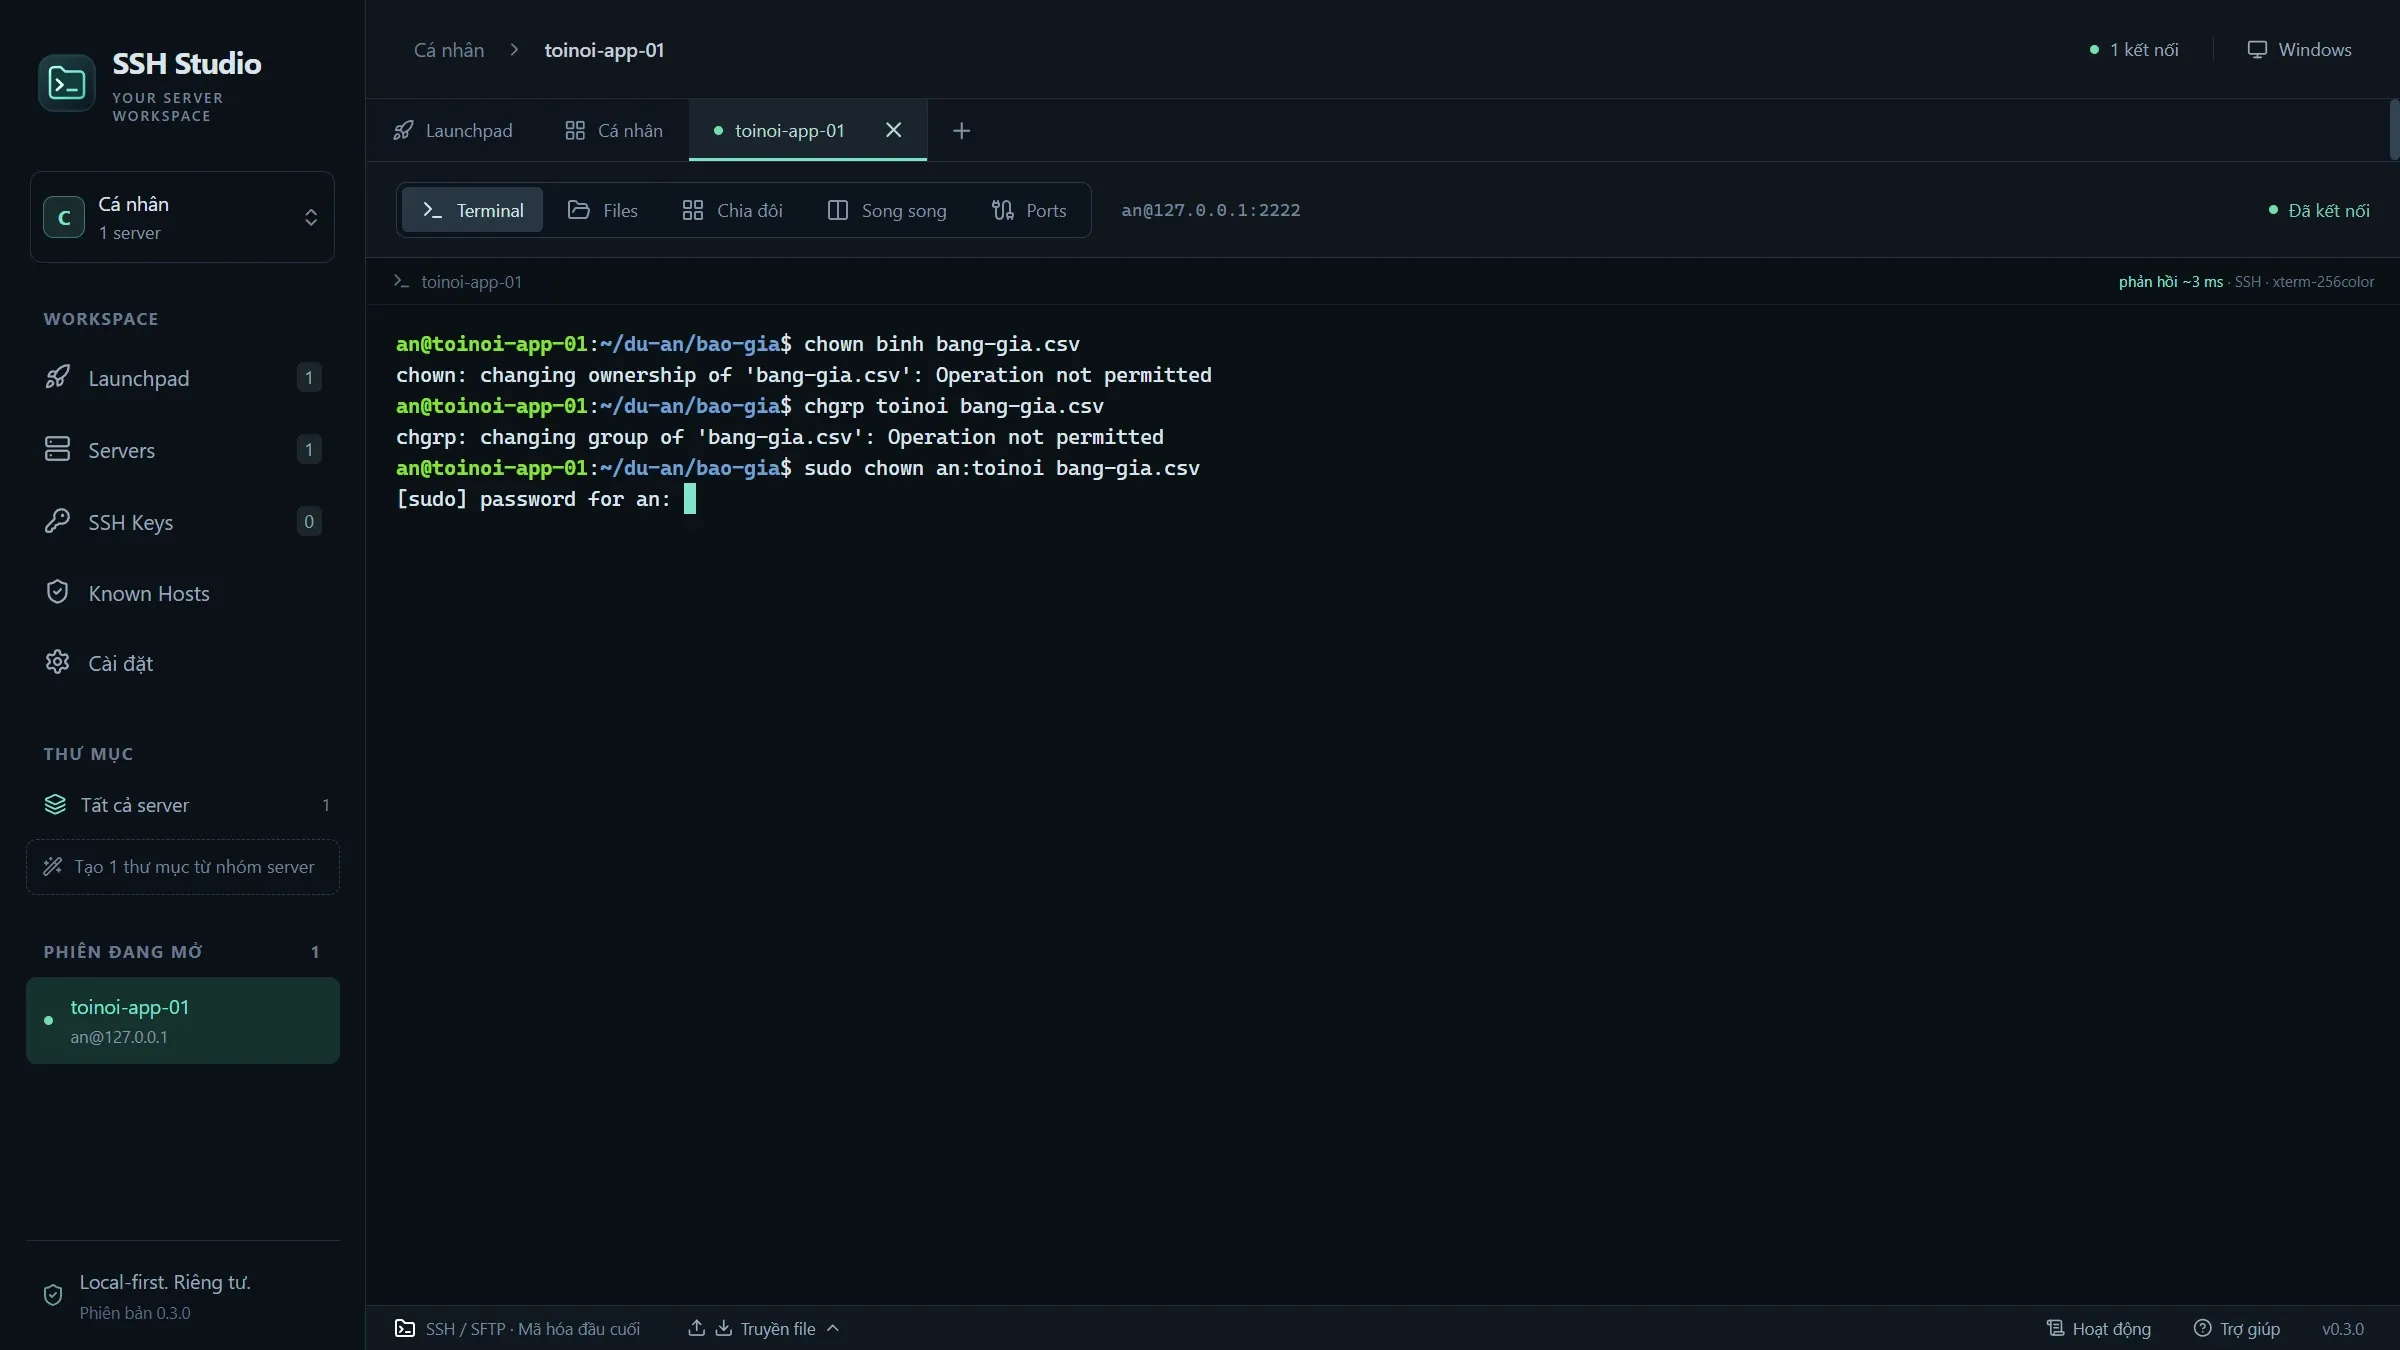 SSH Studio
YOUR SERVER
WORKSPACE
C
Cá nhân
1 server
WORKSPACE
Launchpad 1
Servers 1
SSH Keys 0
Known Hosts
Cài đặt
THƯ MỤC
Tất cả server 1
Tạo 1 thư mục từ nhóm server
PHIÊN ĐANG MỞ 1
toinoi-app-01
an@127.0.0.1
Local-first. Riêng tư.
Phiên bản 0.3.0
Cá nhân toinoi-app-01
1 kết nối
Windows
Launchpad Cá nhân toinoi-app-01
Terminal Files Chia đôi Song song Ports an@127.0.0.1:2222
Đã kết nối
toinoi-app-01
phản hồi ~3 ms · SSH · xterm-256color
an@toinoi-app-01:~/du-an/bao-gia$ chown binh bang-gia.csv
chown: changing ownership of 'bang-gia.csv': Operation not permitted
an@toinoi-app-01:~/du-an/bao-gia$ chgrp toinoi bang-gia.csv
chgrp: changing group of 'bang-gia.csv': Operation not permitted
an@toinoi-app-01:~/du-an/bao-gia$ sudo chown an:toinoi bang-gia.csv
[sudo] password for an:
SSH / SFTP · Mã hóa đầu cuối
Truyền file
Hoạt động
Trợ giúp
v0.3.0